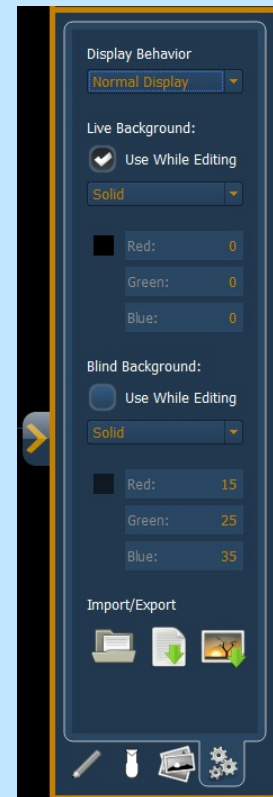 Display Behavior
Normal Display
Live Background:
Use While Editing
Solid
Red: 0
Green: 0
Blue: 0
Blind Background:
Use While Editing
Solid
Red: 15
Green: 25
Blue: 35
Import/Export